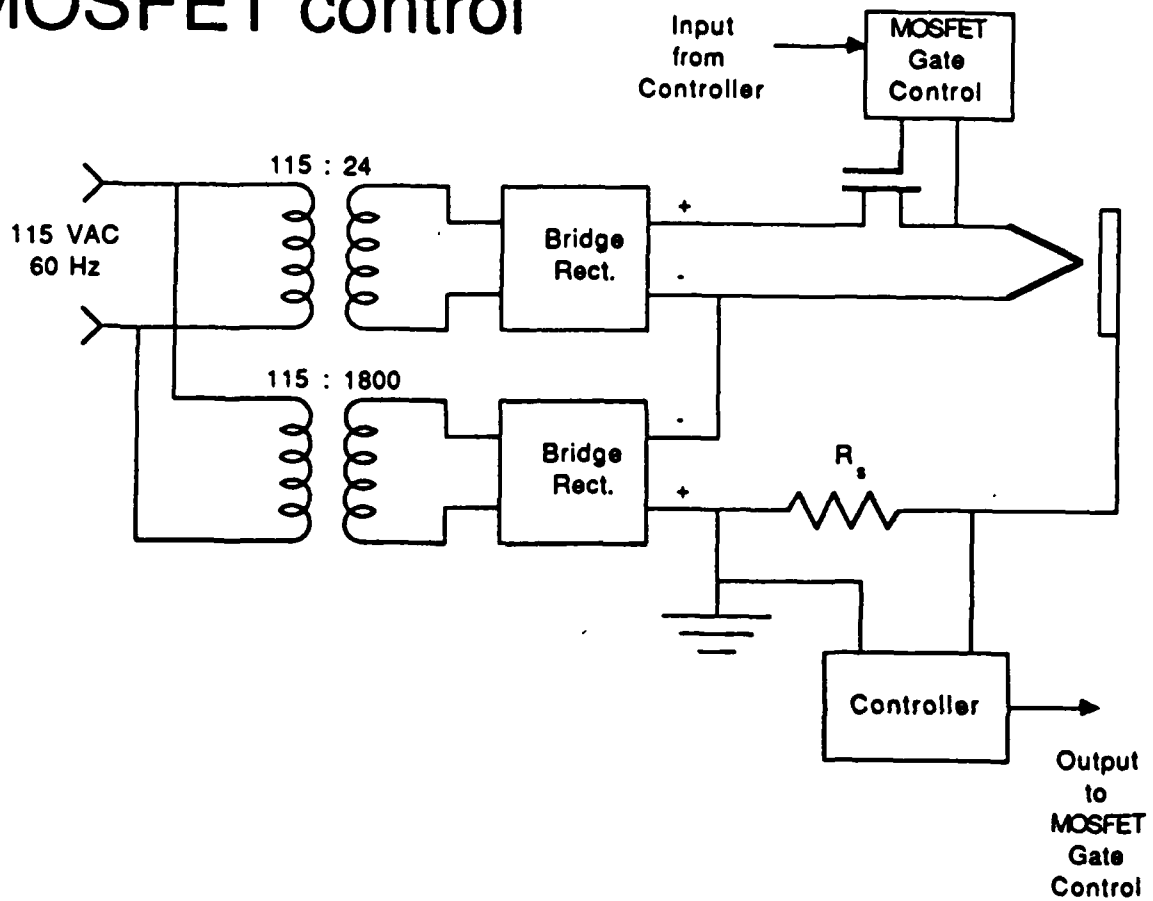 MOSFET control
Input
from
Controller
MOSFET
Gate
Control
115 : 24
115 VAC
60 Hz
Bridge
Rect.
+
-
115 : 1800
Bridge
Rect.
-
+
Rs
Controller
Output
to
MOSFET
Gate
Control